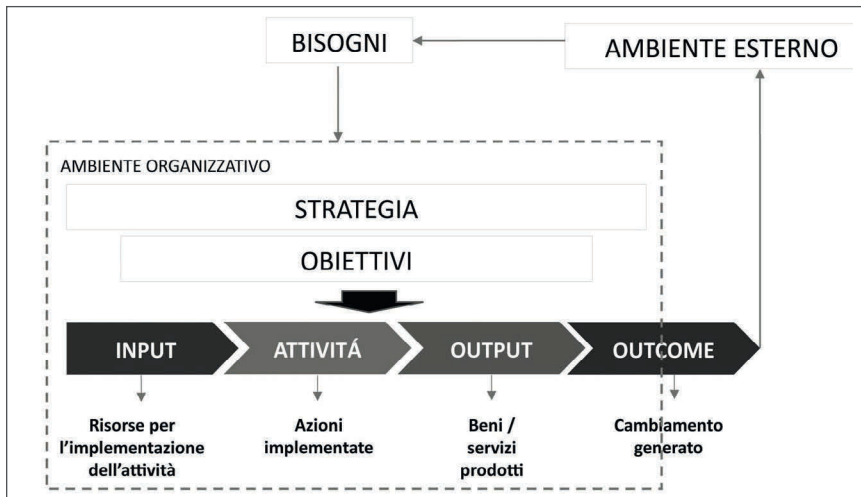 BISOGNI
AMBIENTE ESTERNO
AMBIENTE ORGANIZZATIVO
STRATEGIA
OBIETTIVI
INPUT
ATTIVITÁ
OUTPUT
OUTCOME
Risorse per
l'implementazione
dell'attività
Azioni
implementate
Beni /
servizi
prodotti
Cambiamento
generato